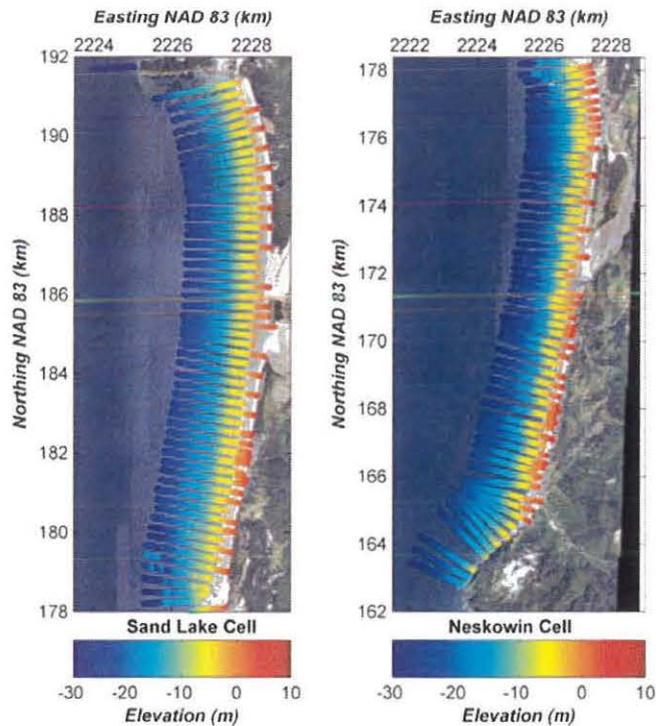 Easting NAD 83 (km)
2224 2226 2228
192
190
188
186
184
182
180
178
Northing NAD 83 (km)
Sand Lake Cell
-30 -20 -10 0 10
Elevation (m)
Easting NAD 83 (km)
2222 2224 2226 2228
178
176
174
172
170
168
166
164
162
Northing NAD 83 (km)
Neskowin Cell
-30 -20 -10 0 10
Elevation (m)